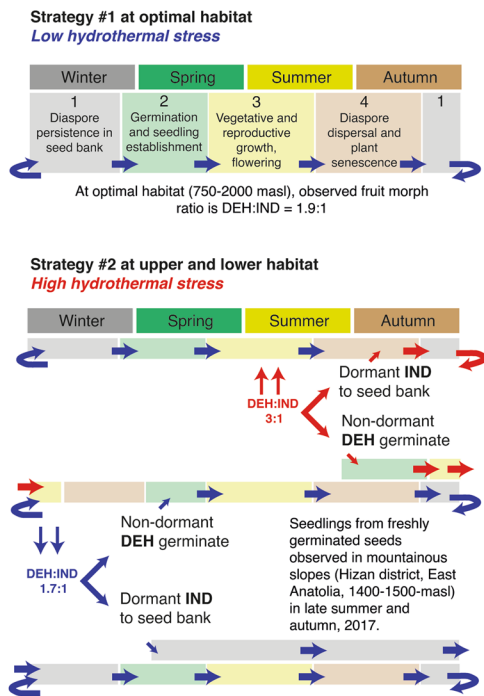 Strategy #1 at optimal habitat
Low hydrothermal stress
Winter Spring Summer Autumn
1
Diaspore
persistence in
seed bank
2
Germination
and seedling
establishment
3
Vegetative and
reproductive
growth,
flowering
4
Diaspore
dispersal and
plant
senescence
1
At optimal habitat (750-2000 masl), observed fruit morph
ratio is DEH:IND = 1.9:1
Strategy #2 at upper and lower habitat
High hydrothermal stress
Winter Spring Summer Autumn
DEH:IND
3:1
Dormant IND
to seed bank
Non-dormant
DEH germinate
DEH:IND
1.7:1
Non-dormant
DEH germinate
Dormant IND
to seed bank
Seedlings from freshly
germinated seeds
observed in mountainous
slopes (Hizan district, East
Anatolia, 1400-1500-masl)
in late summer and
autumn, 2017.